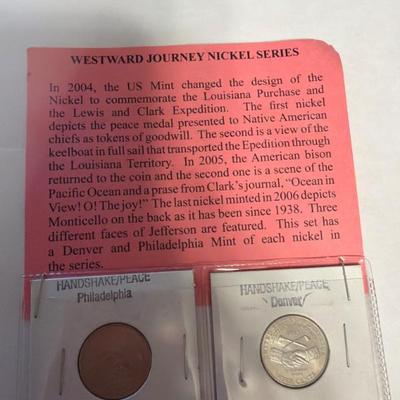 WESTWARD JOURNEY NICKEL SERIES
In 2004, the US Mint changed the design of the
Nickel to commemorate the Louisiana Purchase and
the Lewis and Clark Expedition. The first nickel
depicts the peace medal presented to Native American
chiefs as tokens of goodwill. The second is a view of the
keelboat in full sail that transported the Epedition through
the Louisiana Territory. In 2005, the American bison
returned to the coin and the second one is a scene of the
Pacific Ocean and a prase from Clark's journal, "Ocean in
View! O! The joy!" The last nickel minted in 2006 depicts
Monticello on the back as it has been since 1938. Three
different faces of Jefferson are featured. This set has
a Denver and Philadelphia Mint of each nickel in
the series.
HANDSHAKE/PEACE
Philadelphia
HANDSHAKE/PEACE
Denver